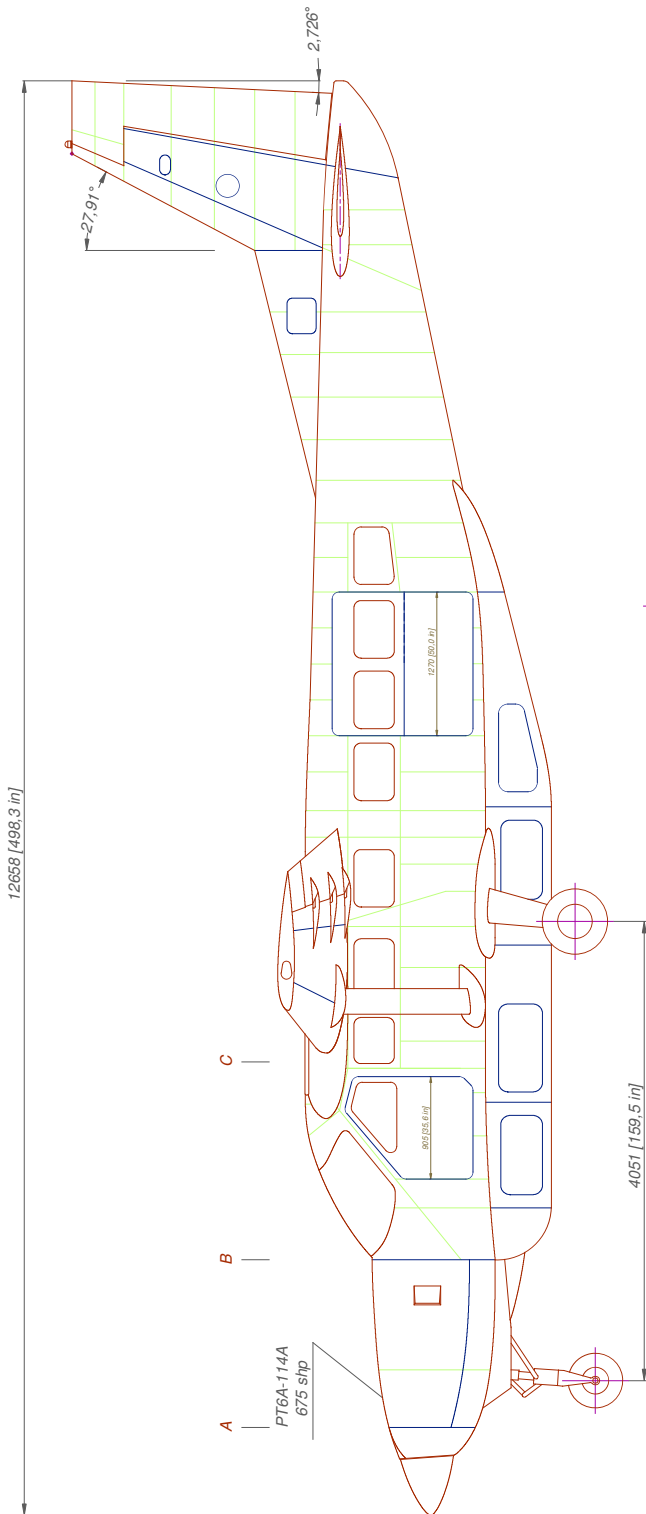 2,726°
27,91°
12658 [498,3 in]
1270 [50,0 in]
905 [35,6 in]
4051 [159,5 in]
C
B
A
PT6A-114A
675 shp